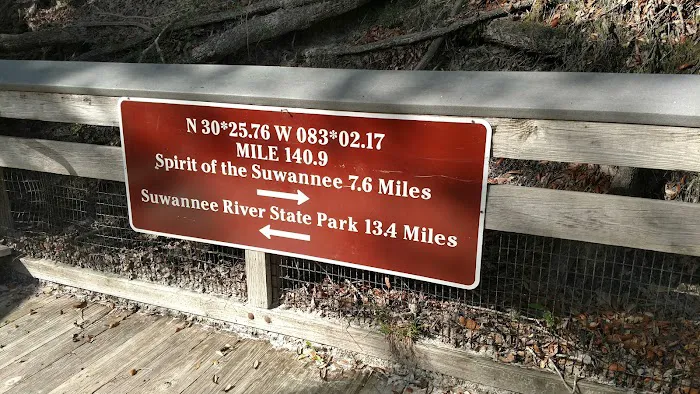 N 30*25.76 W 083*02.17
MILE 140.9
Spirit of the Suwannee 7.6 Miles
→
Suwannee River State Park 13.4 Miles
←